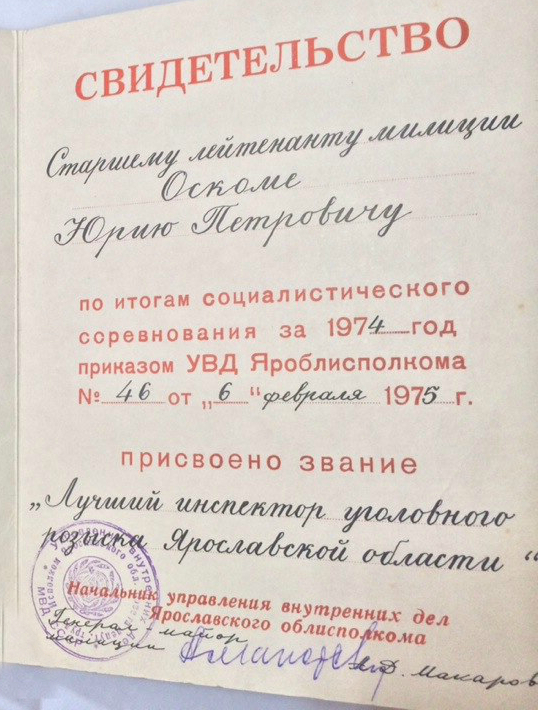 СВИДЕТЕЛЬСТВО
Старшему лейтенанту милиции
Оскоме
Юрию Петровичу
по итогам социалистического
соревнования за 1974 год
приказом УВД Яроблисполкома
№ 46 от „6“ февраля 1975 г.
присвоено звание
„Лучший инспектор уголовного
розыска Ярославской области“
Начальник управления внутренних дел
Ярославского облисполкома
Генерал-майор
милиции
Макаров
МВД